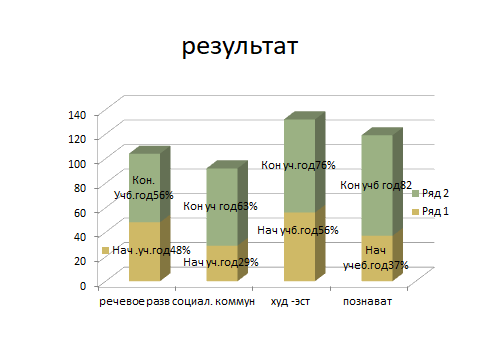 результат
140
120
100
80
60
40
20
0
Кон.
Учб.год56%
Нач .уч.год48%
Кон уч год63%
Нач уч.год29%
Кон уч.год76%
Нач учб.год56%
Кон учб год82
Нач
учеб.год37%
Ряд 2
Ряд 1
речевое разв
социал. коммун
худ -эст
познават